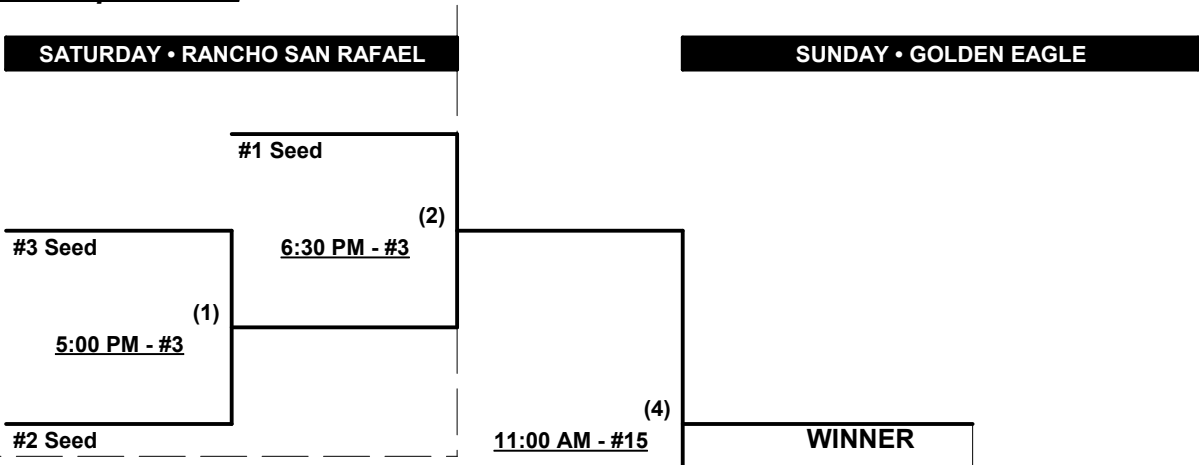 SATURDAY • RANCHO SAN RAFAEL
SUNDAY • GOLDEN EAGLE
#1 Seed
(2)
#3 Seed
6:30 PM - #3
(1)
5:00 PM - #3
(4)
#2 Seed
11:00 AM - #15
WINNER